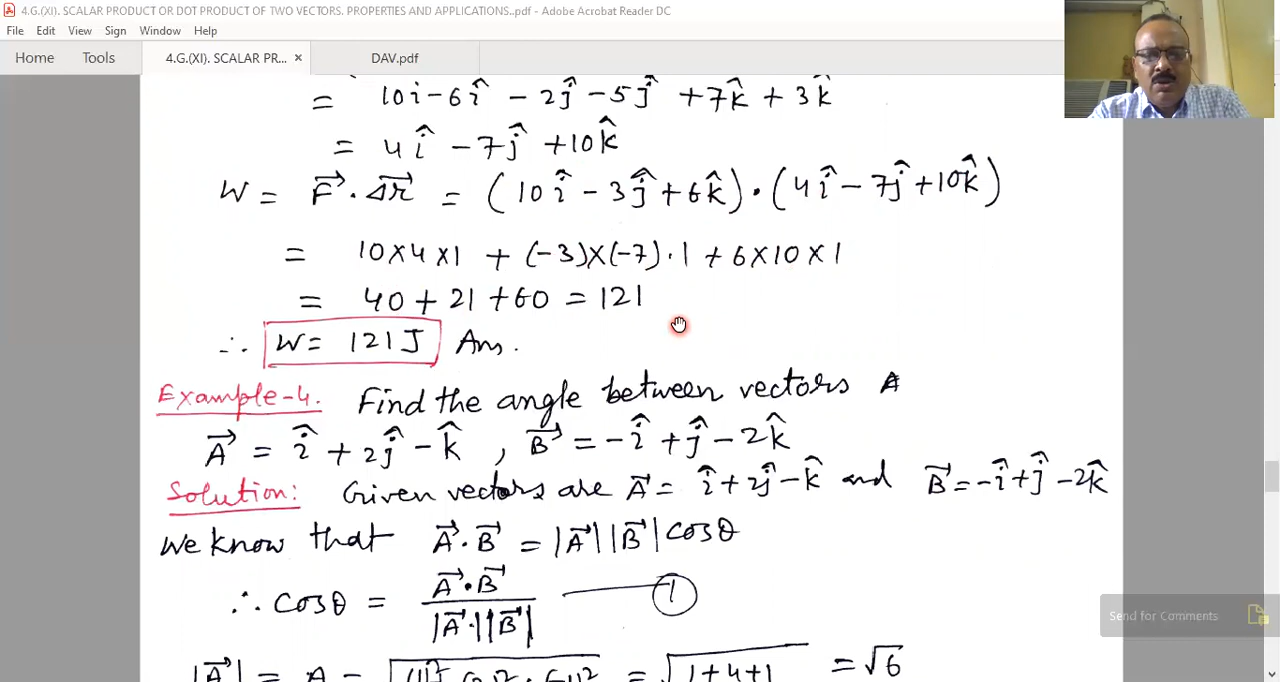 4.G.(XI). SCALAR PRODUCT OR DOT PRODUCT OF TWO VECTORS. PROPERTIES AND APPLICATIONS..pdf - Adobe Acrobat Reader DC
File Edit View Sign Window Help
Home Tools 4.G.(XI). SCALAR PR... × DAV.pdf
= 10i - 6î - 2ĵ - 5ĵ + 7k̂ + 3k̂
= 4î - 7ĵ + 10k̂
W = F⃗ · Δr⃗ = (10î - 3ĵ + 6k̂) · (4î - 7ĵ + 10k̂)
= 10×4×1 + (-3)×(-7)·1 + 6×10×1
= 40 + 21 + 60 = 121
∴ W = 121 J Ans.
Example-4. Find the angle between vectors A
A⃗ = î + 2ĵ - k̂ , B⃗ = -î + ĵ - 2k̂
Solution: Given vectors are A⃗ = î + 2ĵ - k̂ and B⃗ = -î + ĵ - 2k̂
We know that A⃗·B⃗ = |A⃗||B⃗| cosθ
∴ cosθ = A⃗·B⃗ / |A⃗·||B⃗| — 1
Send for Comments
|A⃗| = A = = √1+4+1 = √6